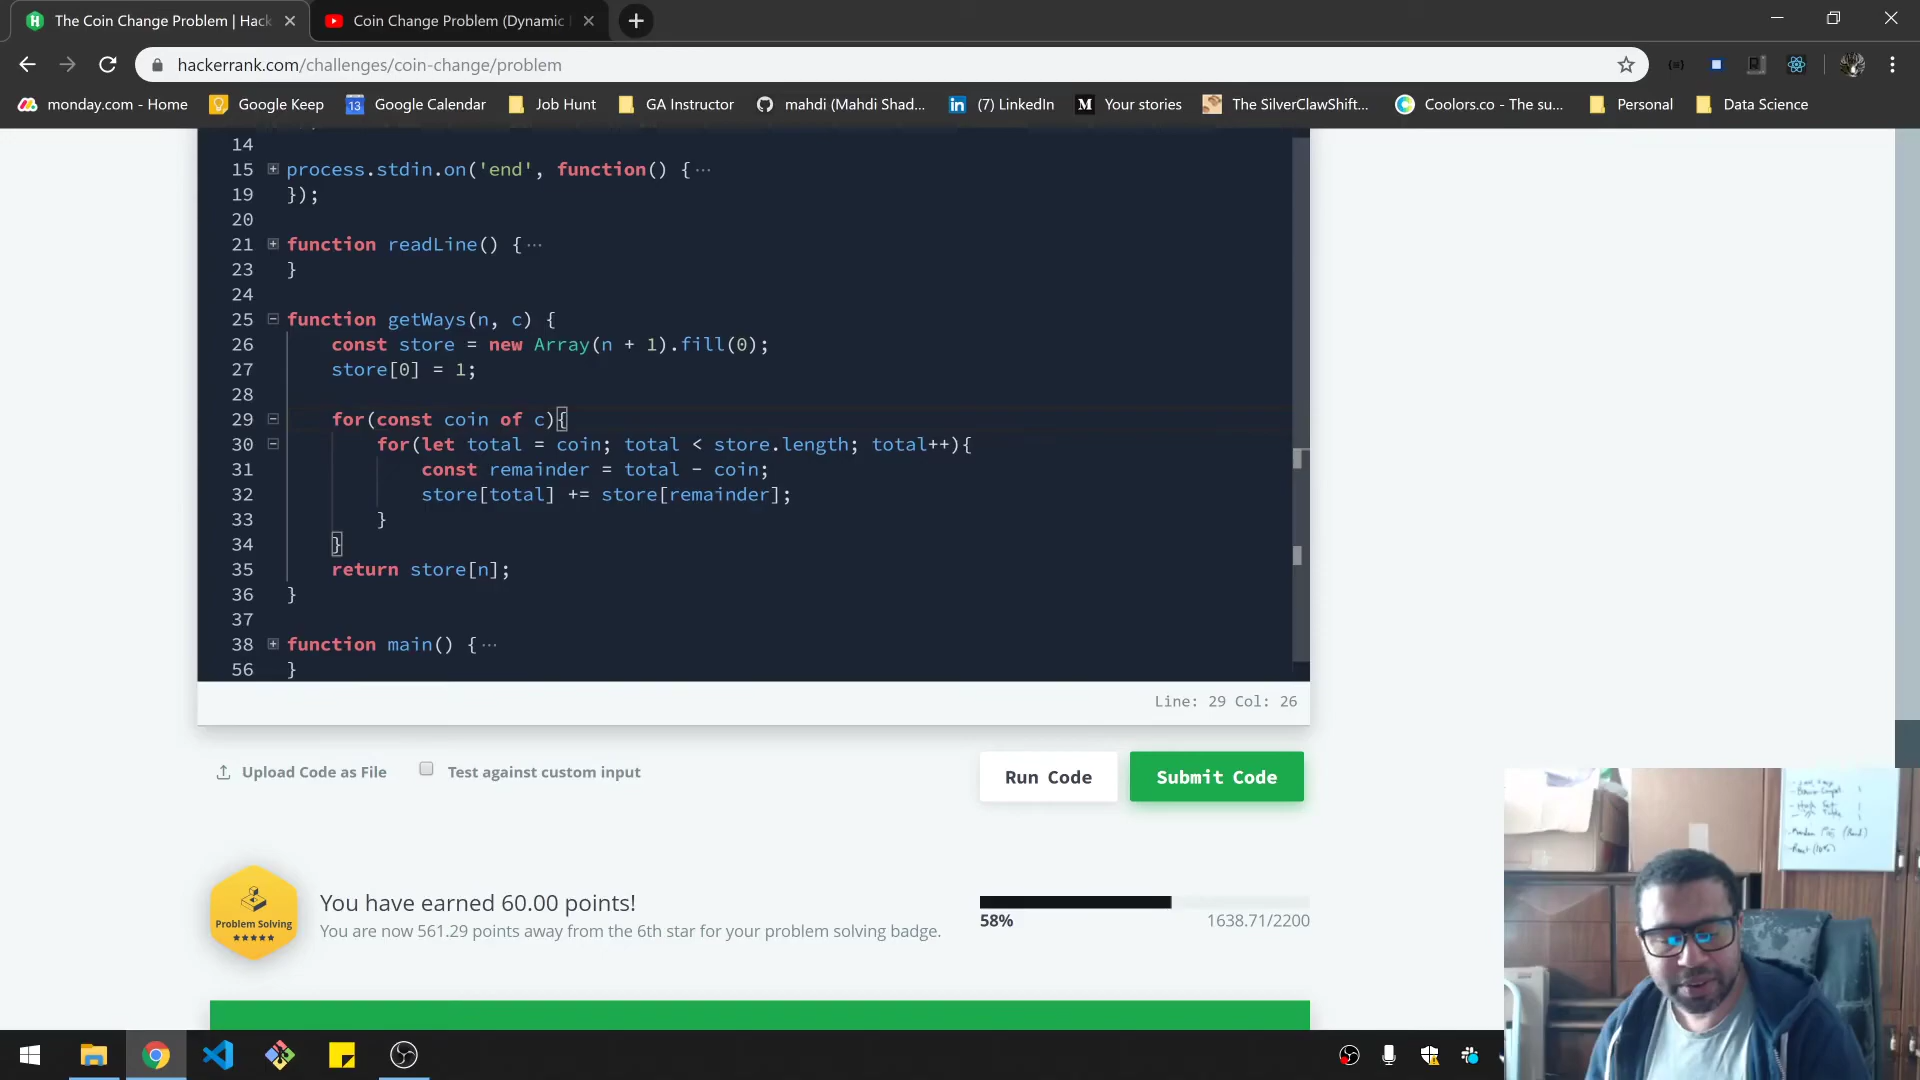 The Coin Change Problem | Hack
Coin Change Problem (Dynamic
hackerrank.com/challenges/coin-change/problem
monday.com - Home
Google Keep
13
Google Calendar
Job Hunt
GA Instructor
mahdi (Mahdi Shad...
in
(7) LinkedIn
M
Your stories
The SilverClawShift...
Coolors.co - The su...
Personal
Data Science
14
15 process.stdin.on('end', function() {...
19 });
20
21 function readLine() {...
23 }
24
25 function getWays(n, c) {
26 const store = new Array(n + 1).fill(0);
27 store[0] = 1;
28
29 for(const coin of c){
30 for(let total = coin; total < store.length; total++){
31 const remainder = total - coin;
32 store[total] += store[remainder];
33 }
34 }
35 return store[n];
36 }
37
38 function main() {...
56 }
Line: 29 Col: 26
Upload Code as File
Test against custom input
Run Code
Submit Code
Problem Solving
You have earned 60.00 points!
You are now 561.29 points away from the 6th star for your problem solving badge.
58%
1638.71/2200